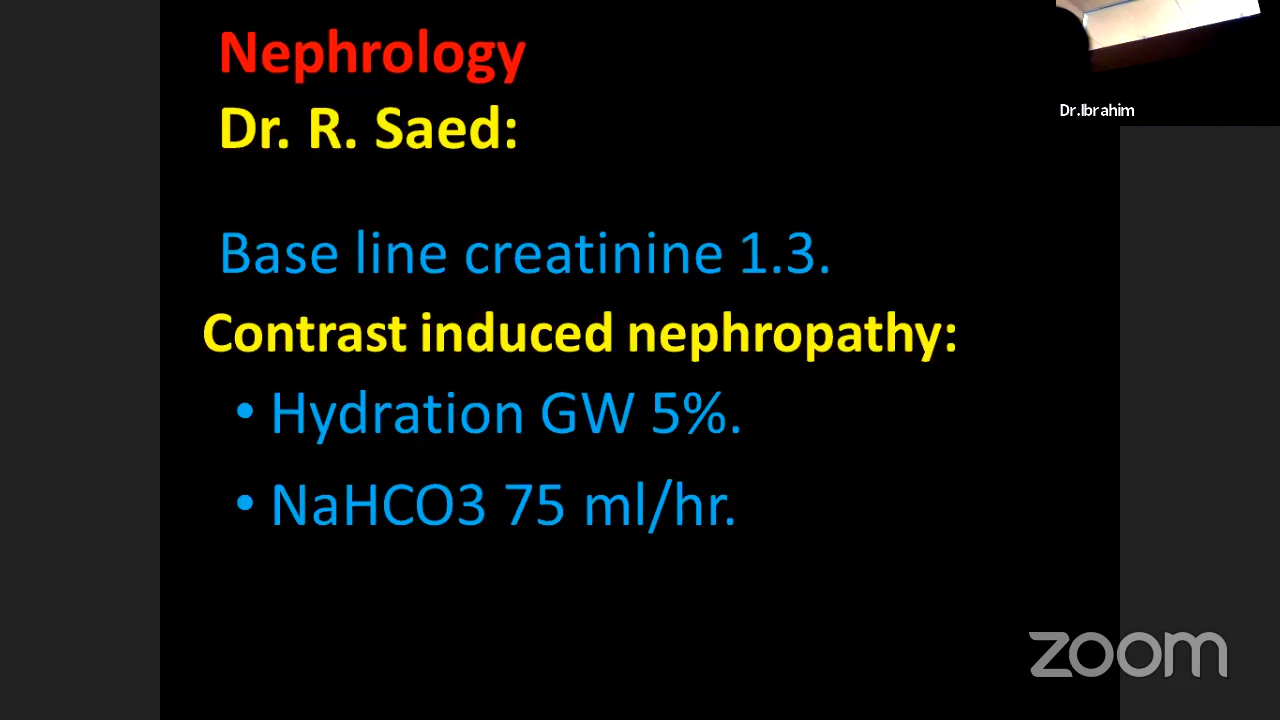 Nephrology
Dr. R. Saed:
Dr.Ibrahim
Base line creatinine 1.3.
Contrast induced nephropathy:
• Hydration GW 5%.
• NaHCO3 75 ml/hr.
zoom